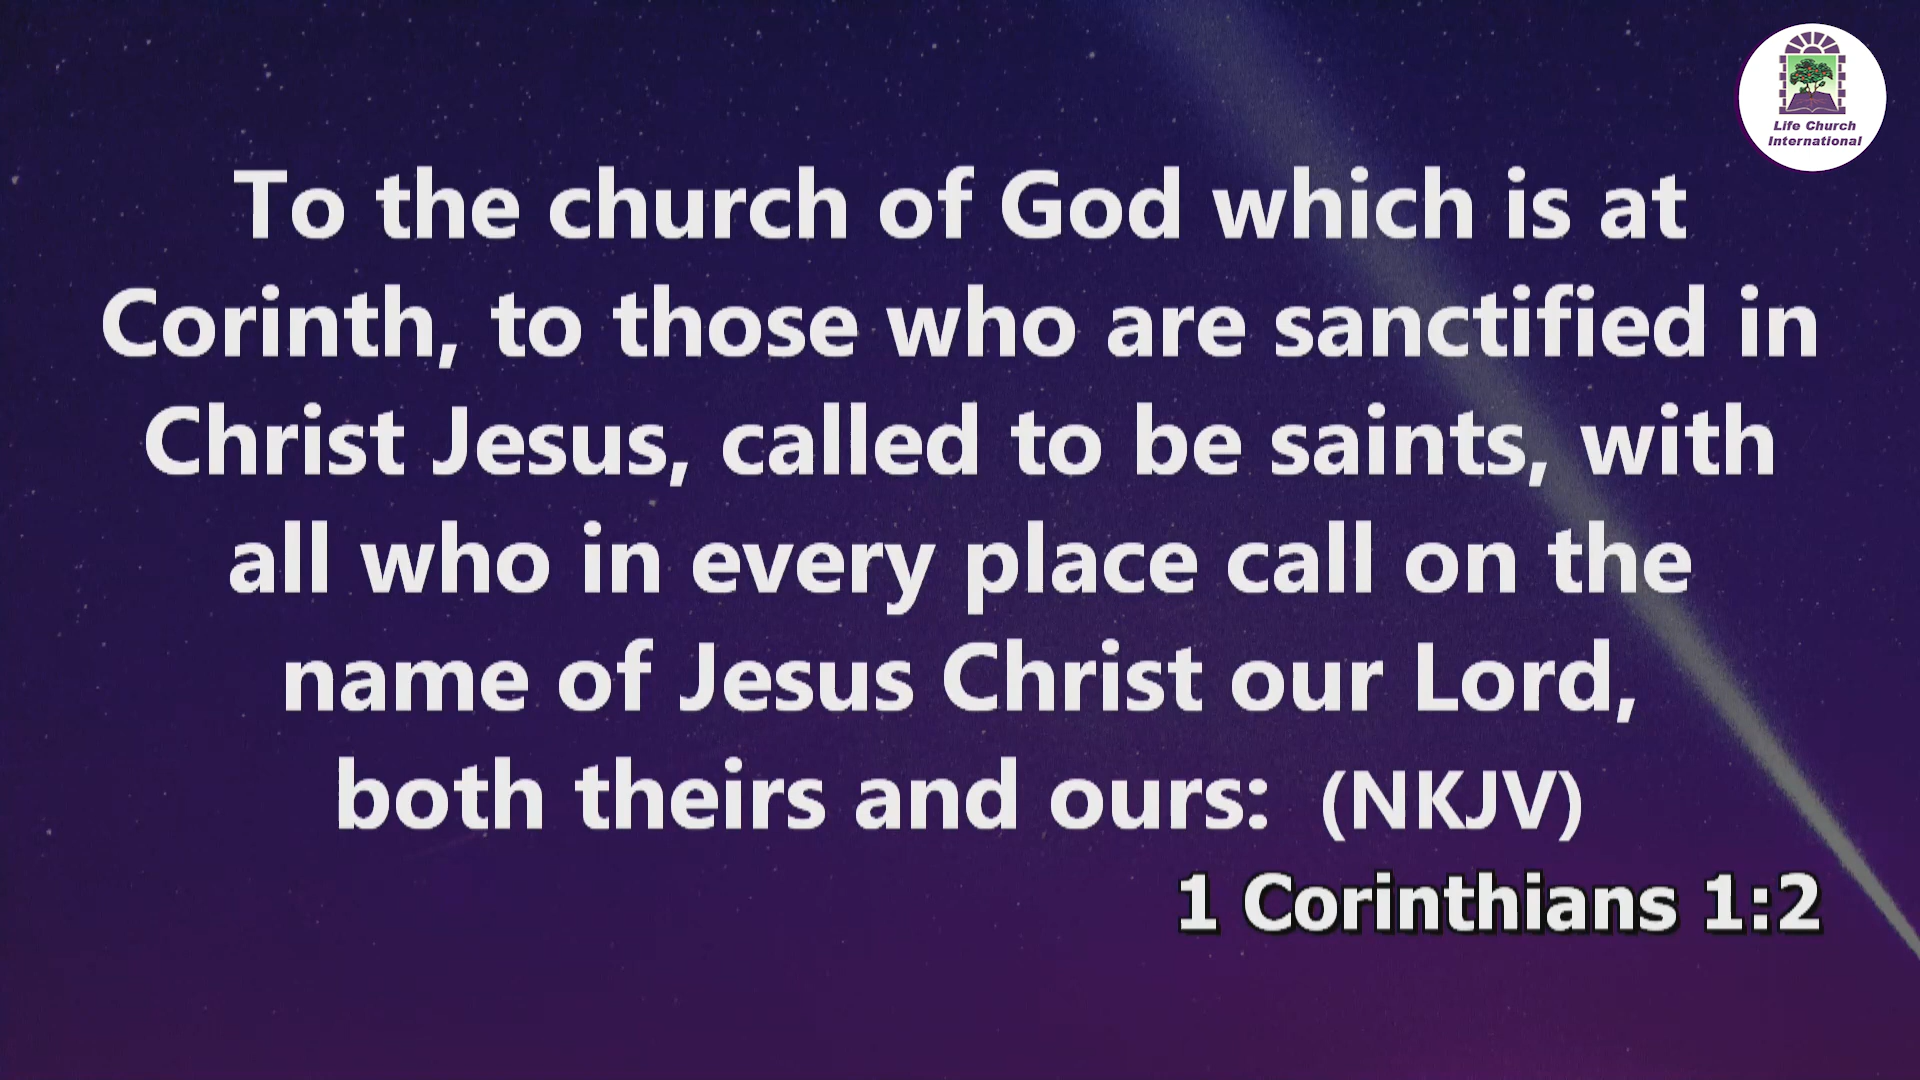 Life Church
International
To the church of God which is at
Corinth, to those who are sanctified in
Christ Jesus, called to be saints, with
all who in every place call on the
name of Jesus Christ our Lord,
both theirs and ours:  (NKJV)
1 Corinthians 1:2